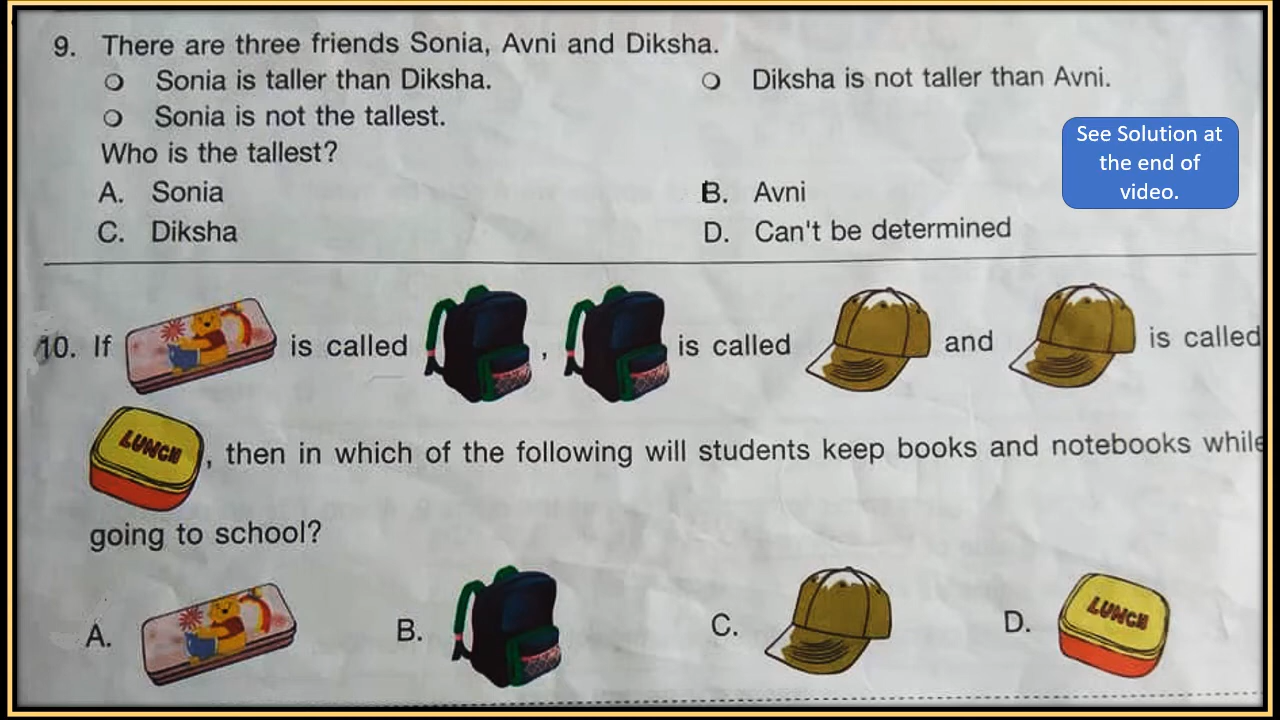 9. There are three friends Sonia, Avni and Diksha.
Sonia is taller than Diksha. Diksha is not taller than Avni.
Sonia is not the tallest.
Who is the tallest?
See Solution at
the end of
video.
A. Sonia B. Avni
C. Diksha D. Can't be determined
10. If is called , is called and is called
LUNCH , then in which of the following will students keep books and notebooks while
going to school?
A. B. C. D. LUNCH